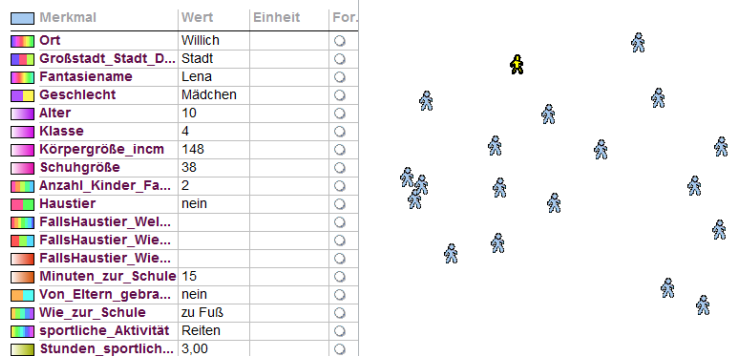 Merkmal Wert Einheit For.
Ort Willich
Großstadt_Stadt_D... Stadt
Fantasiename Lena
Geschlecht Mädchen
Alter 10
Klasse 4
Körpergröße_incm 148
Schuhgröße 38
Anzahl_Kinder_Fa... 2
Haustier nein
FallsHaustier_Wel...
FallsHaustier_Wie...
FallsHaustier_Wie...
Minuten_zur_Schule 15
Von_Eltern_gebra... nein
Wie_zur_Schule zu Fuß
sportliche_Aktivität Reiten
Stunden_sportlich... 3,00